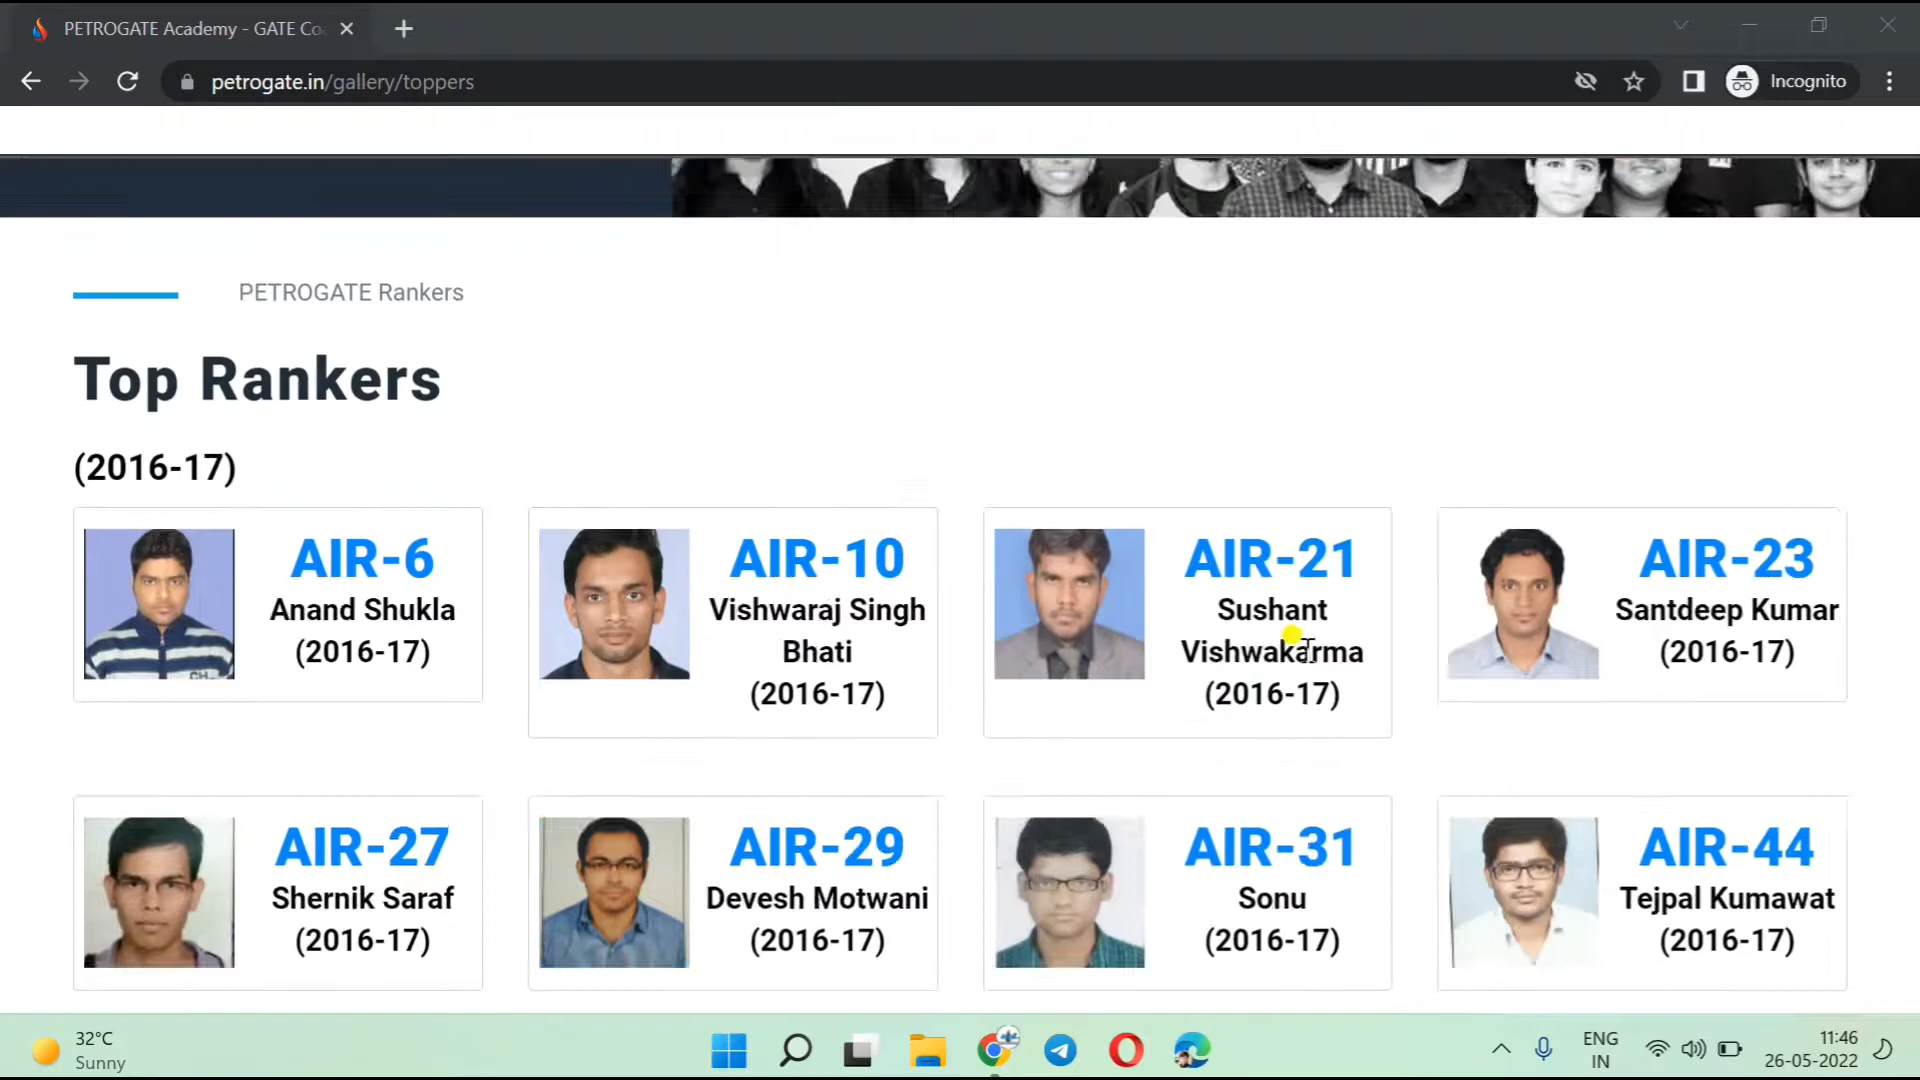 PETROGATE Academy - GATE Co
petrogate.in/gallery/toppers
Incognito
PETROGATE Rankers
Top Rankers
(2016-17)
AIR-6
Anand Shukla
(2016-17)
AIR-10
Vishwaraj Singh
Bhati
(2016-17)
AIR-21
Sushant
Vishwakarma
(2016-17)
AIR-23
Santdeep Kumar
(2016-17)
AIR-27
Shernik Saraf
(2016-17)
AIR-29
Devesh Motwani
(2016-17)
AIR-31
Sonu
(2016-17)
AIR-44
Tejpal Kumawat
(2016-17)
32°C
Sunny
ENG
IN
11:46
26-05-2022